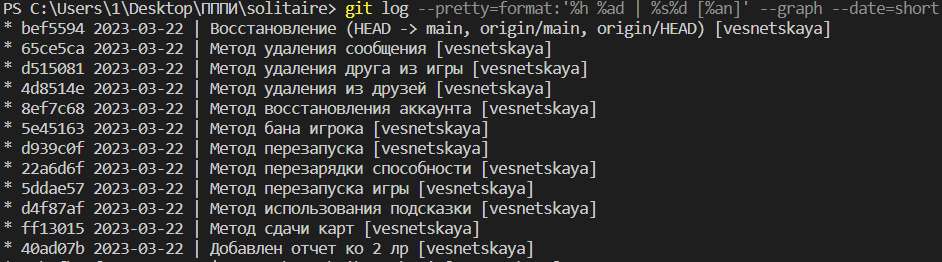 PS C:\Users\1\Desktop\ПППИ\solitaire> git log --pretty=format:'%h %ad | %s%d [%an]' --graph --date=short
* bef5594 2023-03-22 | Восстановление (HEAD -> main, origin/main, origin/HEAD) [vesnetskaya]
* 65ce5ca 2023-03-22 | Метод удаления сообщения [vesnetskaya]
* d515081 2023-03-22 | Метод удаления друга из игры [vesnetskaya]
* 4d8514e 2023-03-22 | Метод удаления из друзей [vesnetskaya]
* 8ef7c68 2023-03-22 | Метод восстановления аккаунта [vesnetskaya]
* 5e45163 2023-03-22 | Метод бана игрока [vesnetskaya]
* d939c0f 2023-03-22 | Метод перезапуска [vesnetskaya]
* 22a6d6f 2023-03-22 | Метод перезарядки способности [vesnetskaya]
* 5ddae57 2023-03-22 | Метод перезапуска игры [vesnetskaya]
* d4f87af 2023-03-22 | Метод использования подсказки [vesnetskaya]
* ff13015 2023-03-22 | Метод сдачи карт [vesnetskaya]
* 40ad07b 2023-03-22 | Добавлен отчет ко 2 лр [vesnetskaya]